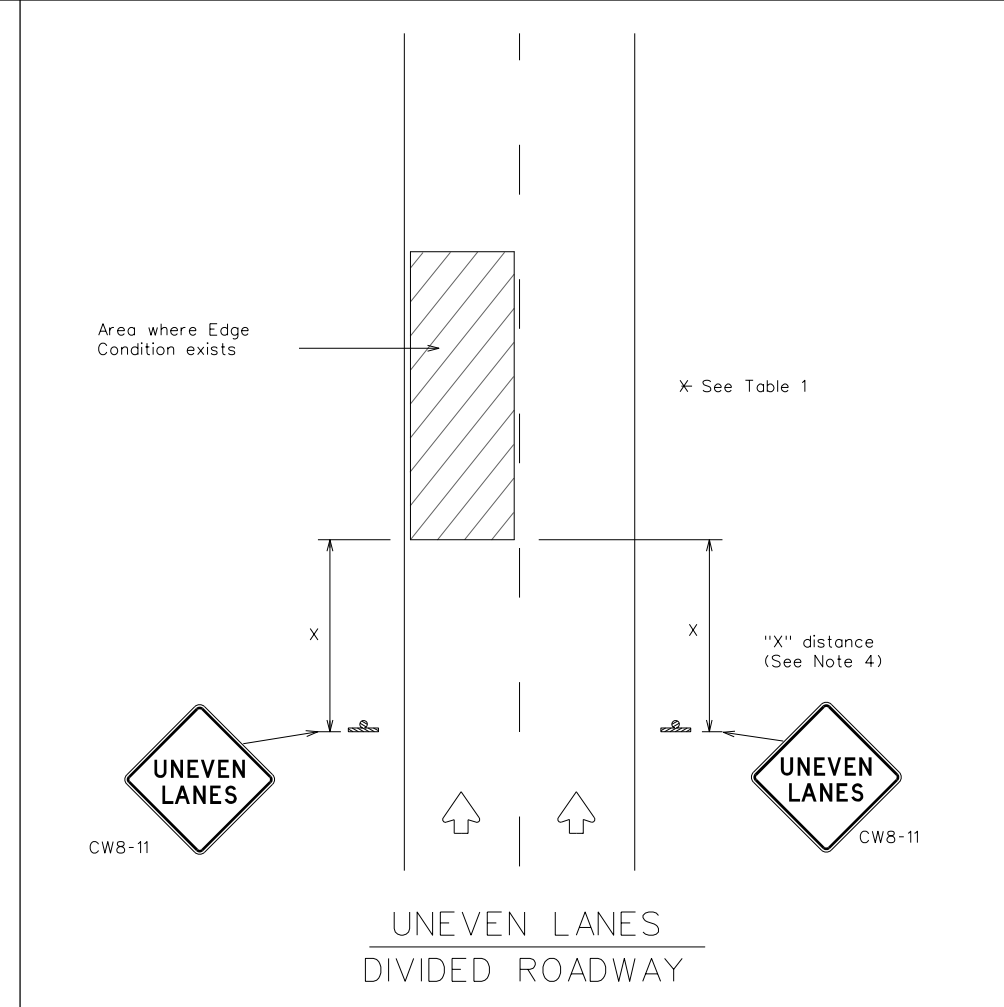 Area where Edge
Condition exists
* See Table 1
X
X
"X" distance
(See Note 4)
UNEVEN
LANES
CW8-11
UNEVEN
LANES
CW8-11
UNEVEN LANES
DIVIDED ROADWAY